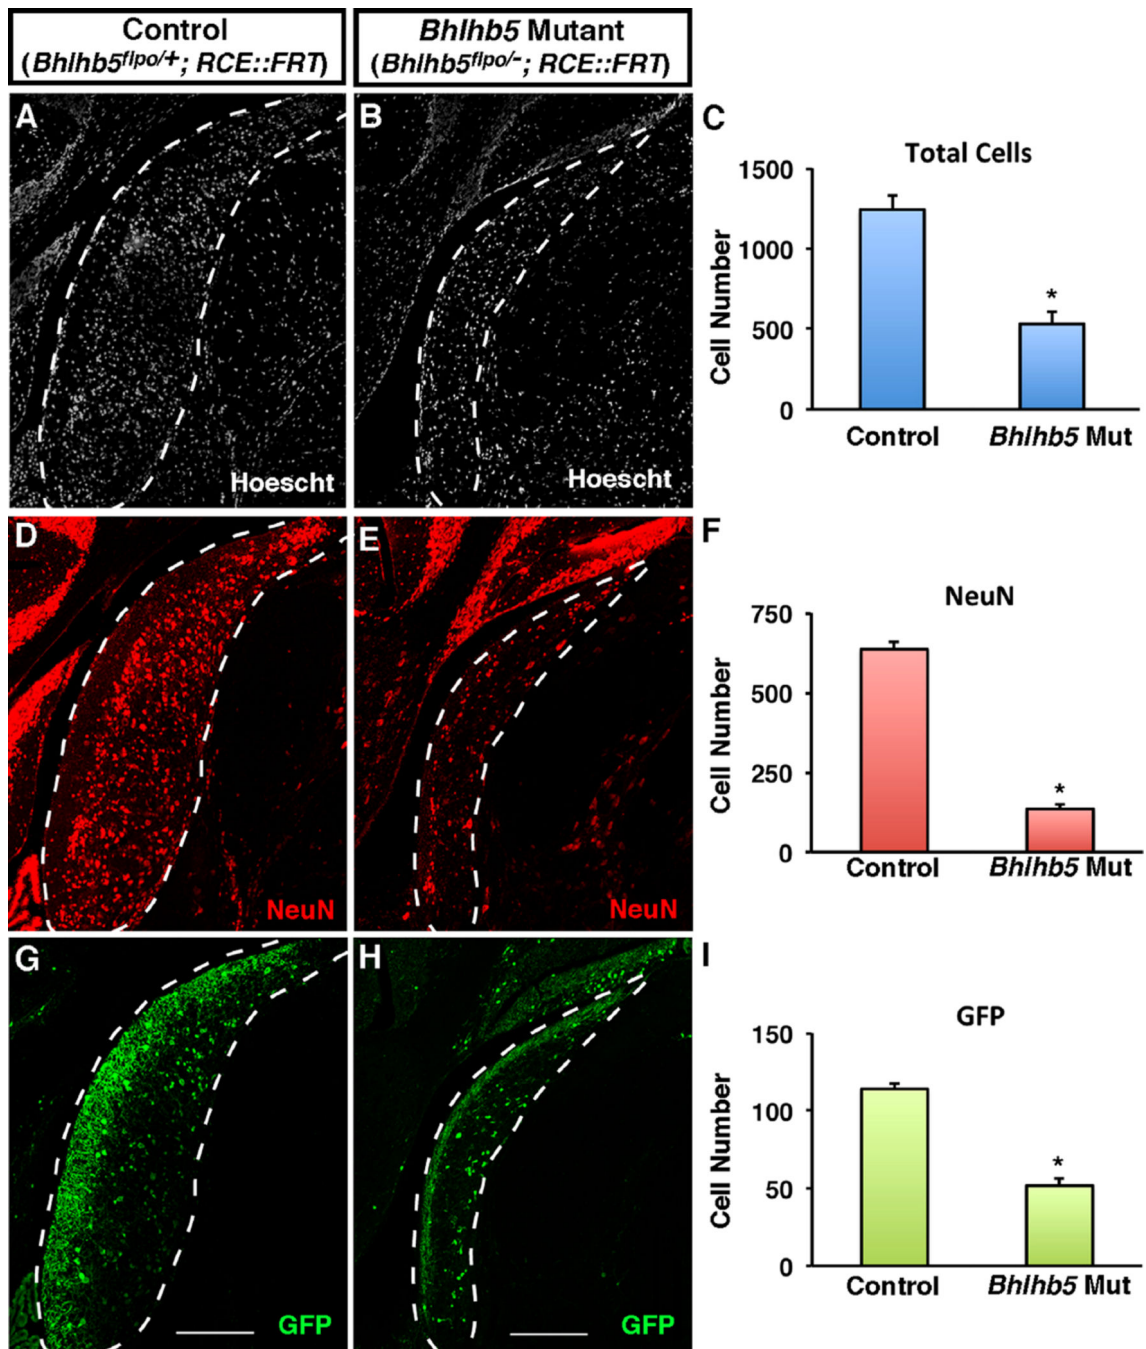 Control
(Bhlhb5flpo/+; RCE::FRT)
Bhlhb5 Mutant
(Bhlhb5flpo/-; RCE::FRT)
A
Hoescht
B
Hoescht
C
Total Cells
Cell Number
1500
1000
500
0
Control
Bhlhb5 Mut
*
D
NeuN
E
NeuN
F
NeuN
Cell Number
750
500
250
0
Control
Bhlhb5 Mut
*
G
GFP
H
GFP
I
GFP
Cell Number
150
100
50
0
Control
Bhlhb5 Mut
*